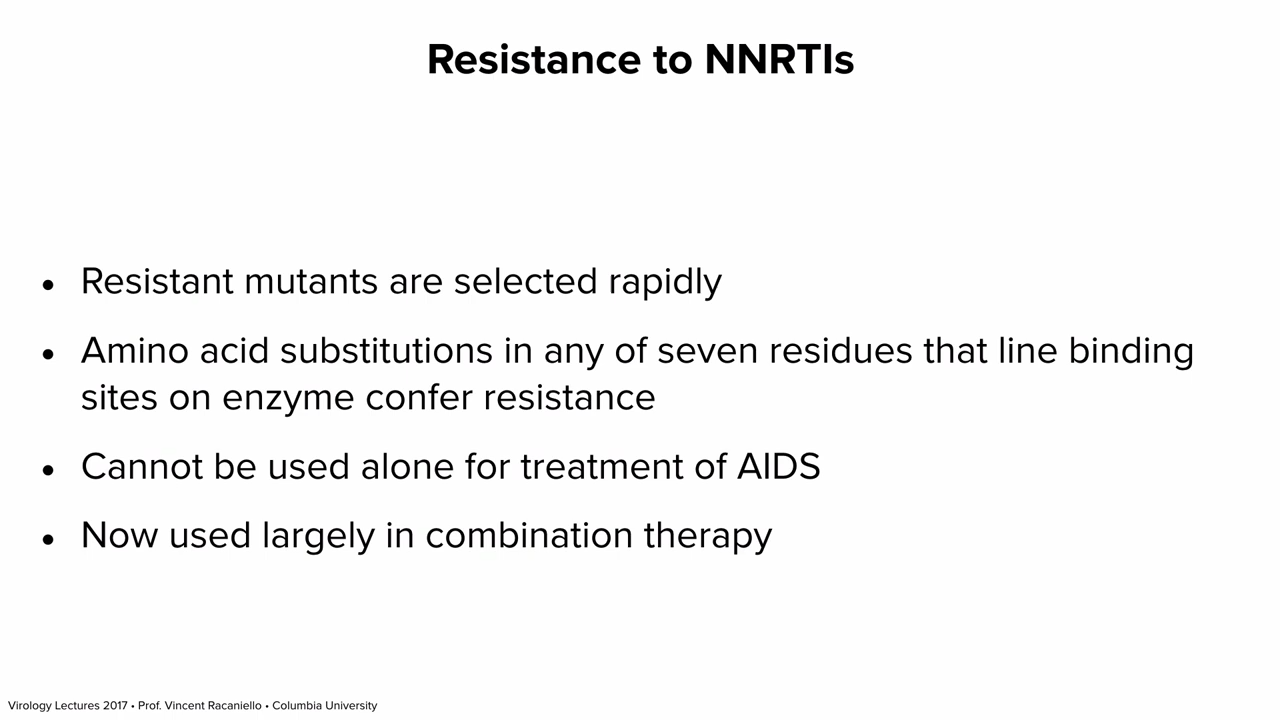 Resistance to NNRTIs
• Resistant mutants are selected rapidly
• Amino acid substitutions in any of seven residues that line binding
sites on enzyme confer resistance
• Cannot be used alone for treatment of AIDS
• Now used largely in combination therapy
Virology Lectures 2017 • Prof. Vincent Racaniello • Columbia University